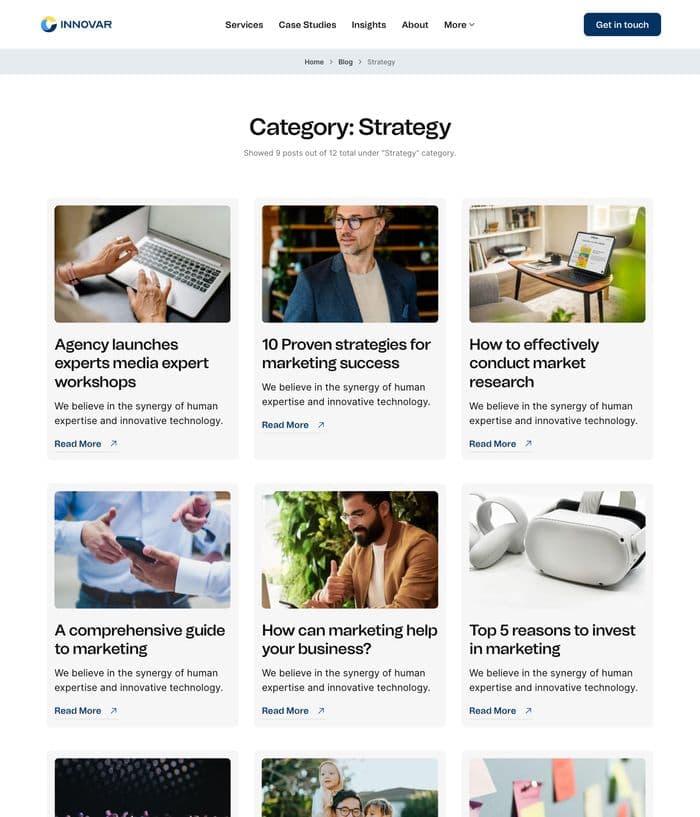 INNOVAR
Services
Case Studies
Insights
About
More
Get in touch
Home > Blog > Strategy
Category: Strategy
Showed 9 posts out of 12 total under "Strategy" category.
Agency launches
experts media expert
workshops
We believe in the synergy of human
expertise and innovative technology.
Read More
10 Proven strategies for
marketing success
We believe in the synergy of human
expertise and innovative technology.
Read More
How to effectively
conduct market
research
We believe in the synergy of human
expertise and innovative technology.
Read More
A comprehensive guide
to marketing
We believe in the synergy of human
expertise and innovative technology.
Read More
How can marketing help
your business?
We believe in the synergy of human
expertise and innovative technology.
Read More
Top 5 reasons to invest
in marketing
We believe in the synergy of human
expertise and innovative technology.
Read More